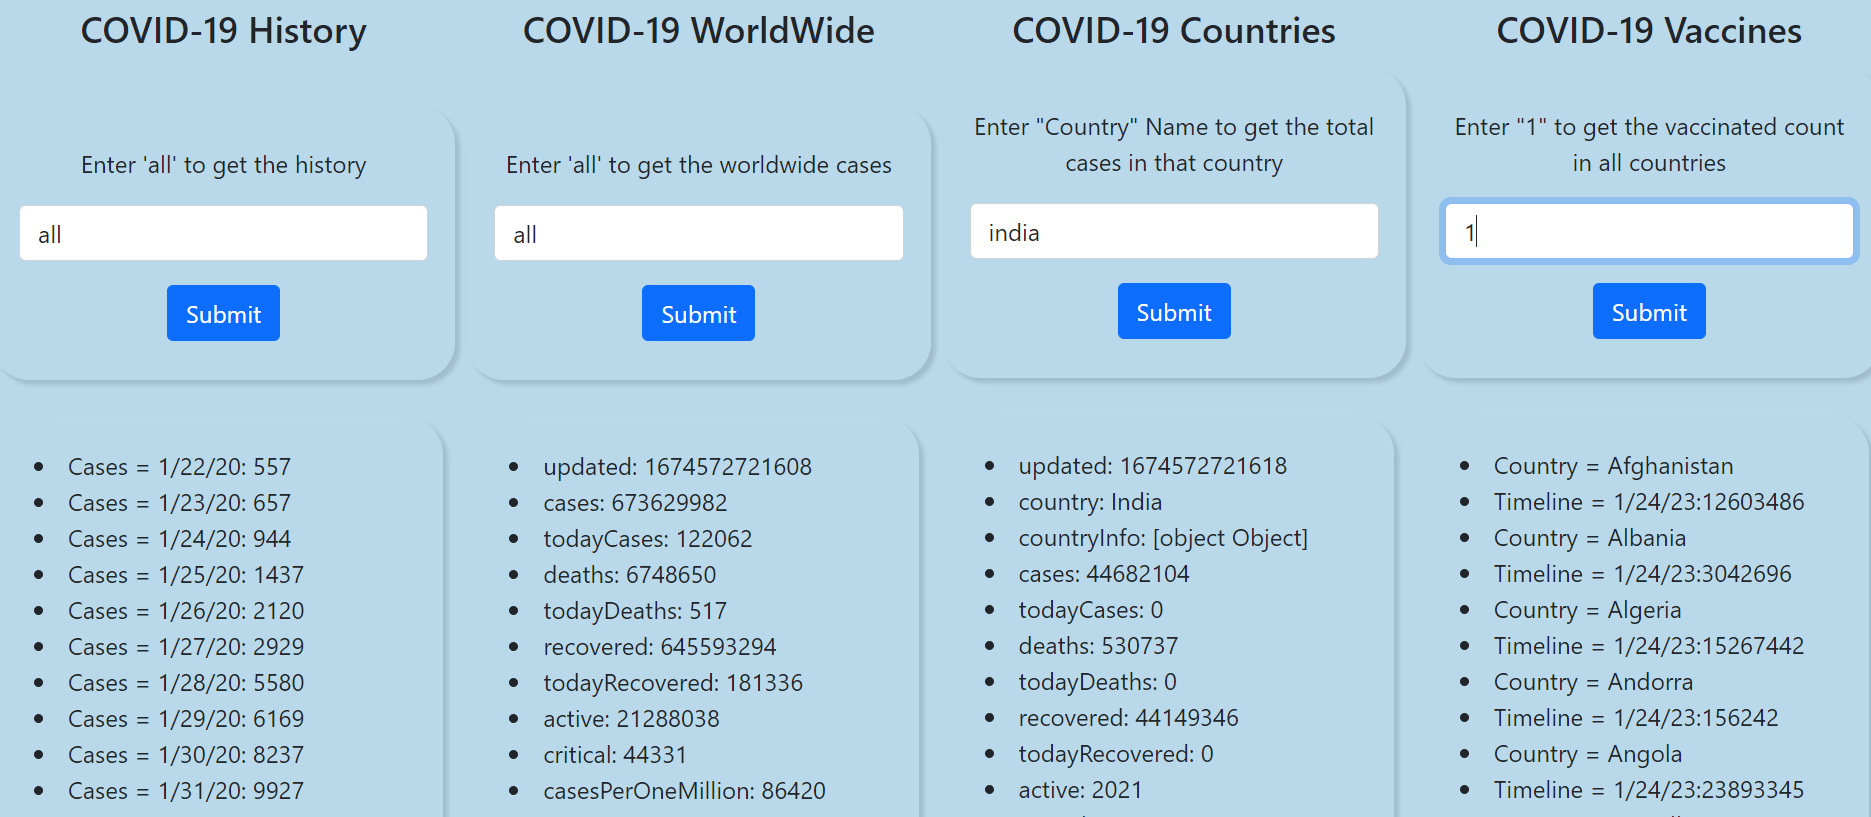 COVID-19 History
Enter 'all' to get the history
all
Submit
• Cases = 1/22/20: 557
• Cases = 1/23/20: 657
• Cases = 1/24/20: 944
• Cases = 1/25/20: 1437
• Cases = 1/26/20: 2120
• Cases = 1/27/20: 2929
• Cases = 1/28/20: 5580
• Cases = 1/29/20: 6169
• Cases = 1/30/20: 8237
• Cases = 1/31/20: 9927
COVID-19 WorldWide
Enter 'all' to get the worldwide cases
all
Submit
• updated: 1674572721608
• cases: 673629982
• todayCases: 122062
• deaths: 6748650
• todayDeaths: 517
• recovered: 645593294
• todayRecovered: 181336
• active: 21288038
• critical: 44331
• casesPerOneMillion: 86420
COVID-19 Countries
Enter "Country" Name to get the total
cases in that country
india
Submit
• updated: 1674572721618
• country: India
• countryInfo: [object Object]
• cases: 44682104
• todayCases: 0
• deaths: 530737
• todayDeaths: 0
• recovered: 44149346
• todayRecovered: 0
• active: 2021
COVID-19 Vaccines
Enter "1" to get the vaccinated count
in all countries
1
Submit
• Country = Afghanistan
• Timeline = 1/24/23:12603486
• Country = Albania
• Timeline = 1/24/23:3042696
• Country = Algeria
• Timeline = 1/24/23:15267442
• Country = Andorra
• Timeline = 1/24/23:156242
• Country = Angola
• Timeline = 1/24/23:23893345